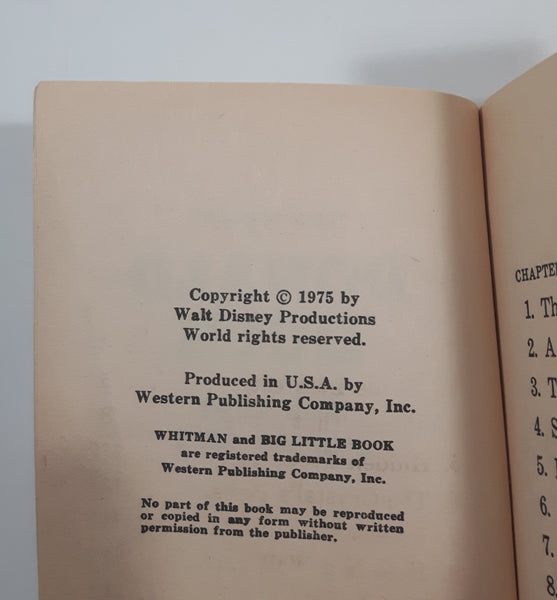 Copyright © 1975 by
Walt Disney Productions
World rights reserved.
Produced in U.S.A. by
Western Publishing Company, Inc.
WHITMAN and BIG LITTLE BOOK
are registered trademarks of
Western Publishing Company, Inc.
No part of this book may be reproduced
or copied in any form without written
permission from the publisher.
CHAPTER
1. Th
2. A
3. T
4. S
5.
6.
7.
8.